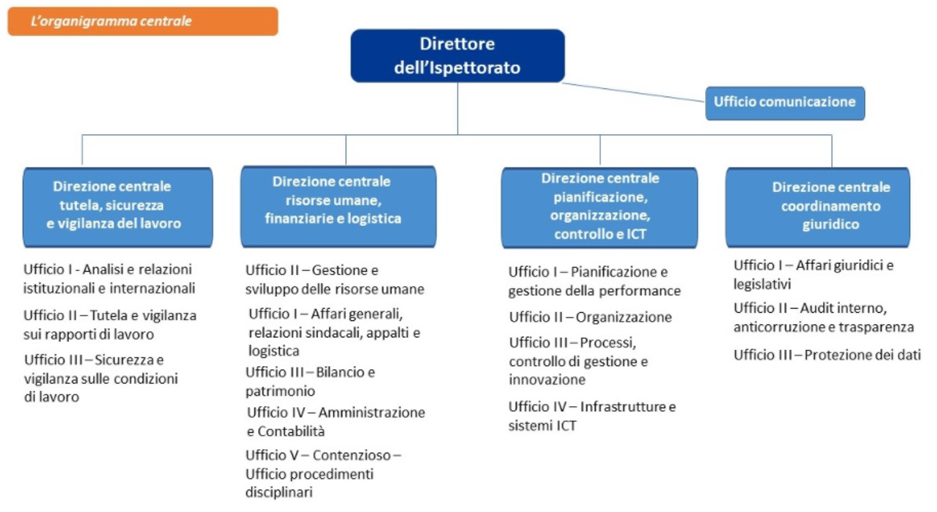 L'organigramma centrale
Direttore
dell'Ispettorato
Ufficio comunicazione
Direzione centrale
tutela, sicurezza
e vigilanza del lavoro
Ufficio I - Analisi e relazioni
istituzionali e internazionali
Ufficio II – Tutela e vigilanza
sui rapporti di lavoro
Ufficio III – Sicurezza e
vigilanza sulle condizioni
di lavoro
Direzione centrale
risorse umane,
finanziarie e logistica
Ufficio II – Gestione e
sviluppo delle risorse umane
Ufficio I – Affari generali,
relazioni sindacali, appalti e
logistica
Ufficio III – Bilancio e
patrimonio
Ufficio IV – Amministrazione
e Contabilità
Ufficio V – Contenzioso –
Ufficio procedimenti
disciplinari
Direzione centrale
pianificazione,
organizzazione,
controllo e ICT
Ufficio I – Pianificazione e
gestione della performance
Ufficio II – Organizzazione
Ufficio III – Processi,
controllo di gestione e
innovazione
Ufficio IV – Infrastrutture e
sistemi ICT
Direzione centrale
coordinamento
giuridico
Ufficio I – Affari giuridici e
legislativi
Ufficio II – Audit interno,
anticorruzione e trasparenza
Ufficio III – Protezione dei dati